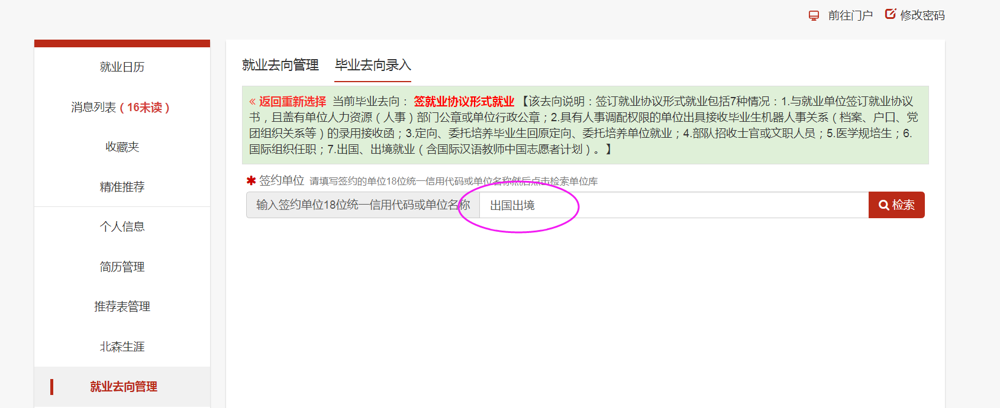 前往门户 修改密码
就业日历
消息列表（16未读）
收藏夹
精准推荐
个人信息
简历管理
推荐表管理
北森生涯
就业去向管理
就业去向管理 毕业去向录入
« 返回重新选择 当前毕业去向： 签就业协议形式就业 【该去向说明：签订就业协议形式就业包括7种情况：1.与就业单位签订就业协议
书，且盖有单位人力资源（人事）部门公章或单位行政公章；2.具有人事调配权限的单位出具接收毕业生机器人事关系（档案、户口、党
团组织关系等）的录用接收函；3.定向、委托培养毕业生回原定向、委托培养单位就业；4.部队招收士官或文职人员；5.医学规培生；6.
国际组织任职；7.出国、出境就业（含国际汉语教师中国志愿者计划）。】
✱ 签约单位 请填写签约的单位18位统一信用代码或单位名称然后点击检索单位库
输入签约单位18位统一信用代码或单位名称 出国出境 检索